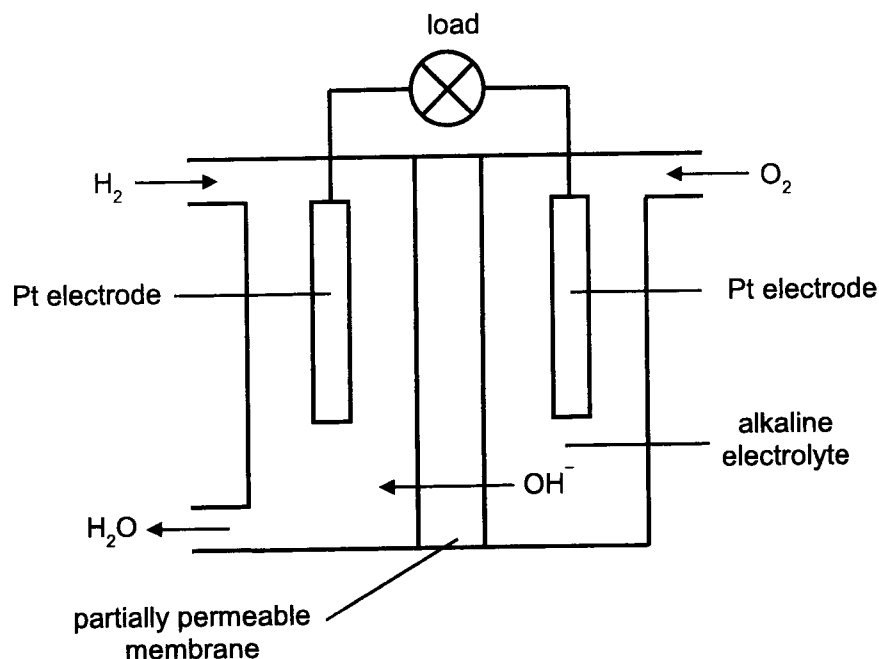 load
H₂
O₂
Pt electrode
Pt electrode
alkaline
electrolyte
OH⁻
H₂O
partially permeable
membrane